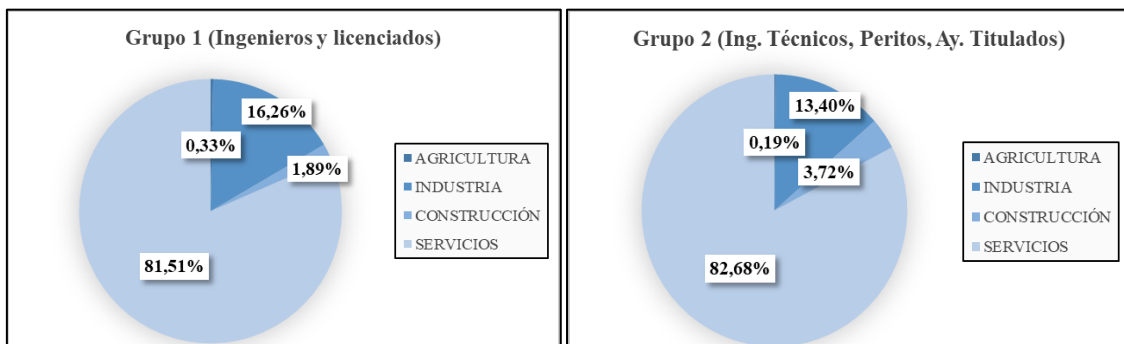 Grupo 1 (Ingenieros y licenciados)
16,26%
0,33%
1,89%
81,51%
AGRICULTURA
INDUSTRIA
CONSTRUCCIÓN
SERVICIOS
Grupo 2 (Ing. Técnicos, Peritos, Ay. Titulados)
13,40%
0,19%
3,72%
82,68%
AGRICULTURA
INDUSTRIA
CONSTRUCCIÓN
SERVICIOS